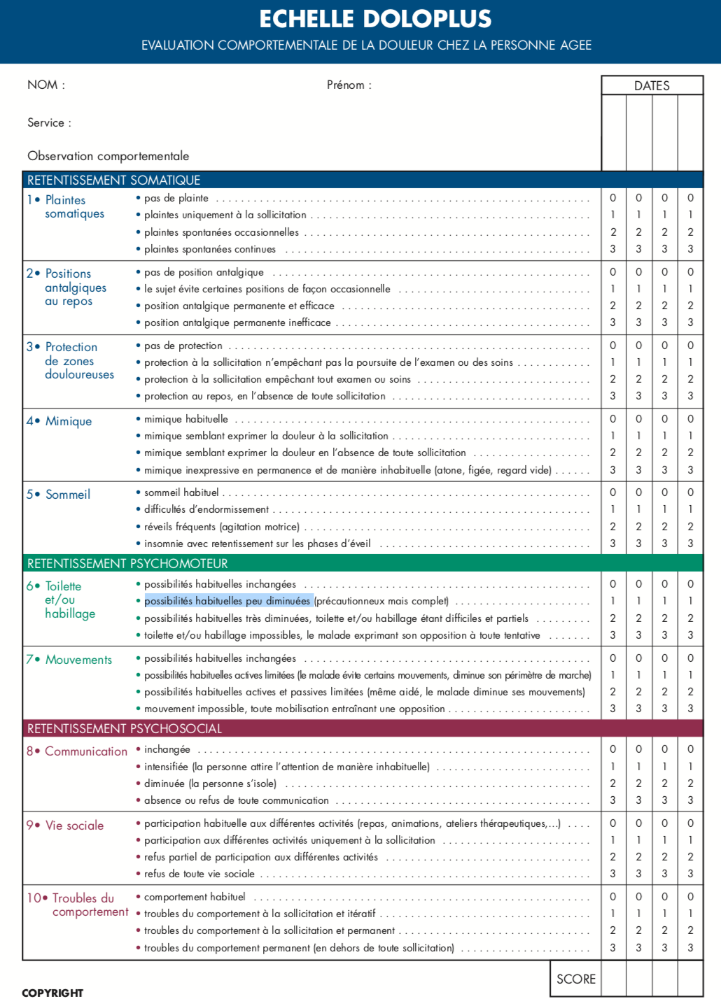 ECHELLE DOLOPLUS
EVALUATION COMPORTEMENTALE DE LA DOULEUR CHEZ LA PERSONNE AGEE
NOM : Prénom : DATES
Service :
Observation comportementale
RETENTISSEMENT SOMATIQUE
1• Plaintes somatiques
• pas de plainte 0 0 0 0
• plaintes uniquement à la sollicitation 1 1 1 1
• plaintes spontanées occasionnelles 2 2 2 2
• plaintes spontanées continues 3 3 3 3
2• Positions antalgiques au repos
• pas de position antalgique 0 0 0 0
• le sujet évite certaines positions de façon occasionnelle 1 1 1 1
• position antalgique permanente et efficace 2 2 2 2
• position antalgique permanente inefficace 3 3 3 3
3• Protection de zones douloureuses
• pas de protection 0 0 0 0
• protection à la sollicitation n'empêchant pas la poursuite de l'examen ou des soins 1 1 1 1
• protection à la sollicitation empêchant tout examen ou soins 2 2 2 2
• protection au repos, en l'absence de toute sollicitation 3 3 3 3
4• Mimique
• mimique habituelle 0 0 0 0
• mimique semblant exprimer la douleur à la sollicitation 1 1 1 1
• mimique semblant exprimer la douleur en l'absence de toute sollicitation 2 2 2 2
• mimique inexpressive en permanence et de manière inhabituelle (atone, figée, regard vide) 3 3 3 3
5• Sommeil
• sommeil habituel 0 0 0 0
• difficultés d'endormissement 1 1 1 1
• réveils fréquents (agitation motrice) 2 2 2 2
• insomnie avec retentissement sur les phases d'éveil 3 3 3 3
RETENTISSEMENT PSYCHOMOTEUR
6• Toilette et/ou habillage
• possibilités habituelles inchangées 0 0 0 0
• possibilités habituelles peu diminuées (précautionneux mais complet) 1 1 1 1
• possibilités habituelles très diminuées, toilette et/ou habillage étant difficiles et partiels 2 2 2 2
• toilette et/ou habillage impossibles, le malade exprimant son opposition à toute tentative 3 3 3 3
7• Mouvements
• possibilités habituelles inchangées 0 0 0 0
• possibilités habituelles actives limitées (le malade évite certains mouvements, diminue son périmètre de marche) 1 1 1 1
• possibilités habituelles actives et passives limitées (même aidé, le malade diminue ses mouvements) 2 2 2 2
• mouvement impossible, toute mobilisation entraînant une opposition 3 3 3 3
RETENTISSEMENT PSYCHOSOCIAL
8• Communication
• inchangée 0 0 0 0
• intensifiée (la personne attire l'attention de manière inhabituelle) 1 1 1 1
• diminuée (la personne s'isole) 2 2 2 2
• absence ou refus de toute communication 3 3 3 3
9• Vie sociale
• participation habituelle aux différentes activités (repas, animations, ateliers thérapeutiques,...) 0 0 0 0
• participation aux différentes activités uniquement à la sollicitation 1 1 1 1
• refus partiel de participation aux différentes activités 2 2 2 2
• refus de toute vie sociale 3 3 3 3
10• Troubles du comportement
• comportement habituel 0 0 0 0
• troubles du comportement à la sollicitation et itératif 1 1 1 1
• troubles du comportement à la sollicitation et permanent 2 2 2 2
• troubles du comportement permanent (en dehors de toute sollicitation) 3 3 3 3
SCORE
COPYRIGHT